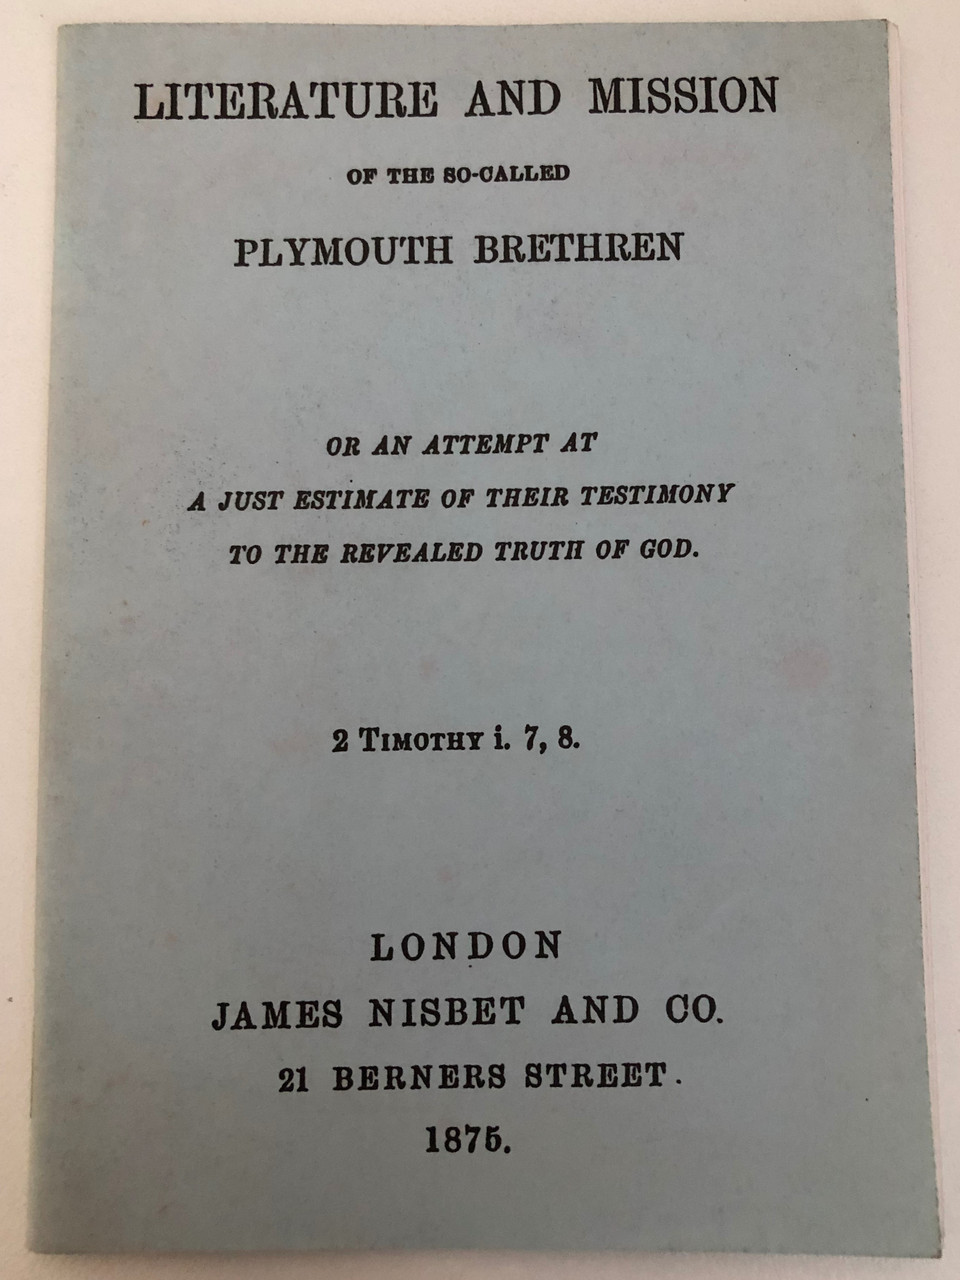 LITERATURE AND MISSION
OF THE SO-CALLED
PLYMOUTH BRETHREN
OR AN ATTEMPT AT
A JUST ESTIMATE OF THEIR TESTIMONY
TO THE REVEALED TRUTH OF GOD.
2 TIMOTHY i. 7, 8.
LONDON
JAMES NISBET AND CO.
21 BERNERS STREET.
1875.